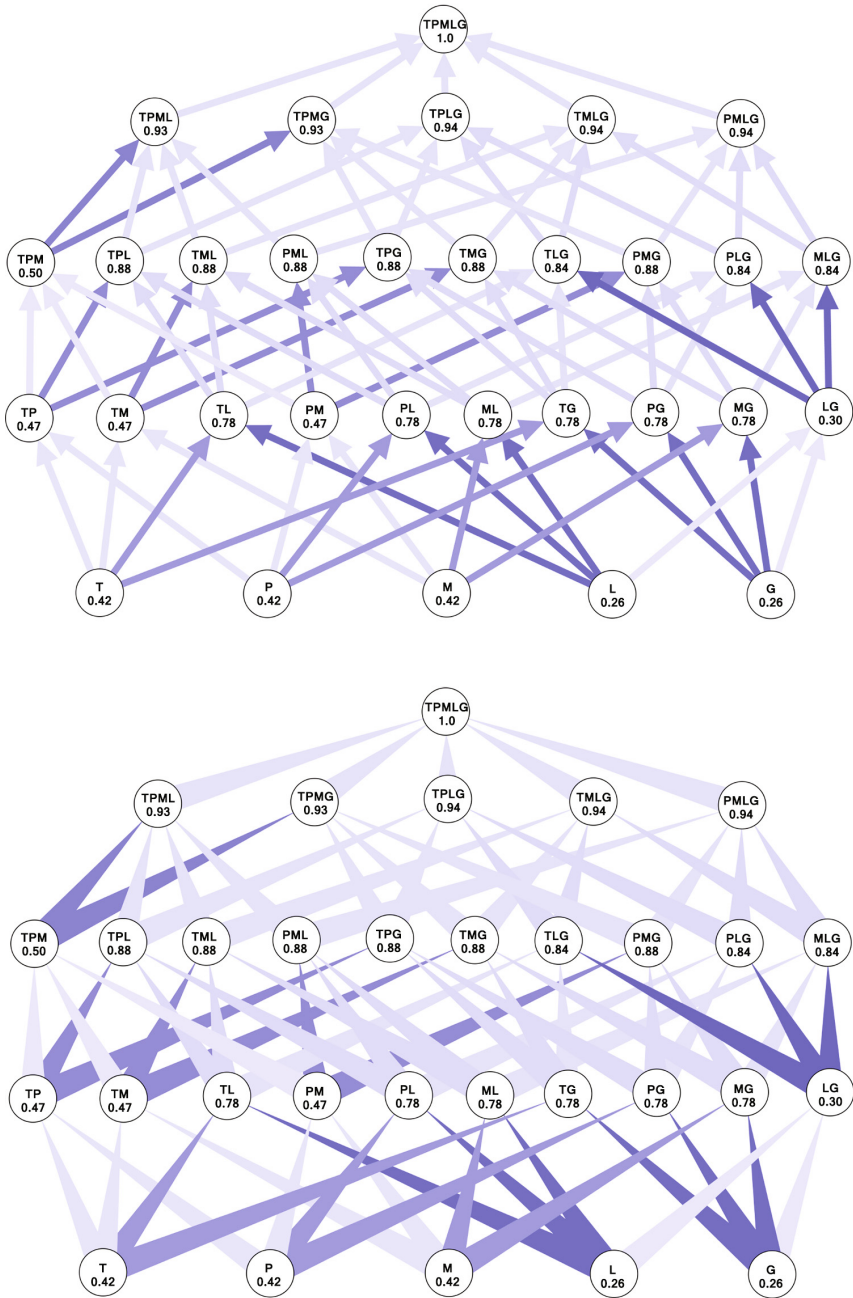 TPMLG
1.0
TPML
0.93
TPMG
0.93
TPLG
0.94
TMLG
0.94
PMLG
0.94
TPM
0.50
TPL
0.88
TML
0.88
PML
0.88
TPG
0.88
TMG
0.88
TLG
0.84
PMG
0.88
PLG
0.84
MLG
0.84
TP
0.47
TM
0.47
TL
0.78
PM
0.47
PL
0.78
ML
0.78
TG
0.78
PG
0.78
MG
0.78
LG
0.30
T
0.42
P
0.42
M
0.42
L
0.26
G
0.26
TPMLG
1.0
TPML
0.93
TPMG
0.93
TPLG
0.94
TMLG
0.94
PMLG
0.94
TPM
0.50
TPL
0.88
TML
0.88
PML
0.88
TPG
0.88
TMG
0.88
TLG
0.84
PMG
0.88
PLG
0.84
MLG
0.84
TP
0.47
TM
0.47
TL
0.78
PM
0.47
PL
0.78
ML
0.78
TG
0.78
PG
0.78
MG
0.78
LG
0.30
T
0.42
P
0.42
M
0.42
L
0.26
G
0.26